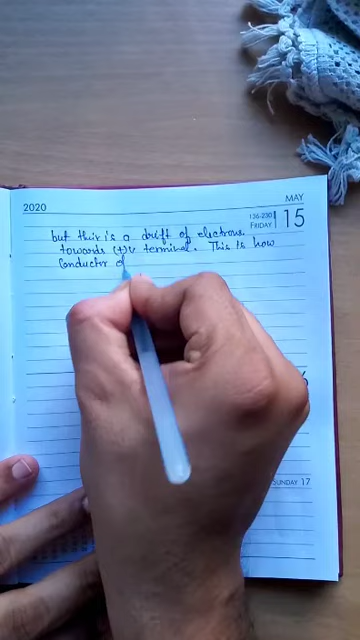 2020
MAY
136-230
FRIDAY
15
but this is a drift of electrons
towards (+)v terminal. This is how
Conductor
SUNDAY 17